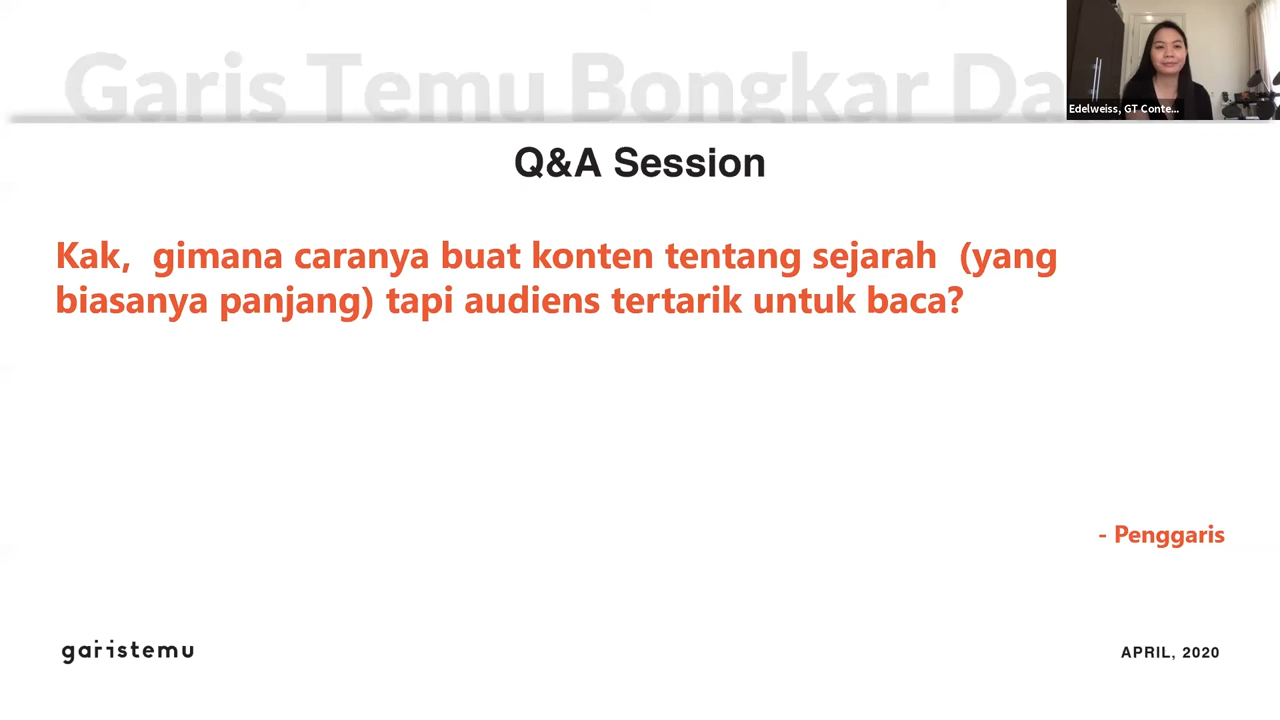 Garis Temu Bongkar Da
Edelweiss, GT Conte...
Q&A Session
Kak, gimana caranya buat konten tentang sejarah (yang
biasanya panjang) tapi audiens tertarik untuk baca?
- Penggaris
garistemu
APRIL, 2020